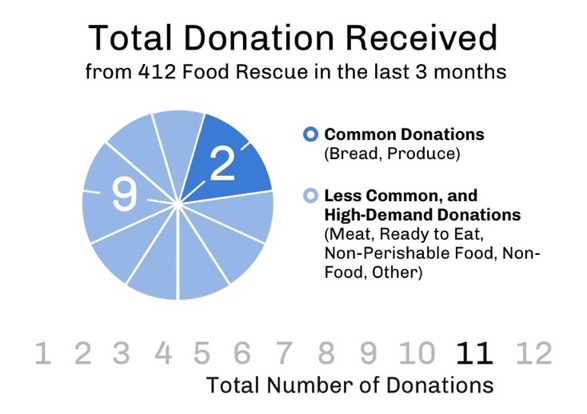 Total Donation Received
from 412 Food Rescue in the last 3 months
2
9
Common Donations
(Bread, Produce)
Less Common, and
High-Demand Donations
(Meat, Ready to Eat,
Non-Perishable Food, Non-
Food, Other)
1 2 3 4 5 6 7 8 9 10 11 12
Total Number of Donations